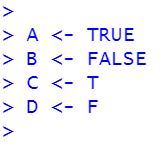 >
> A <- TRUE
> B <- FALSE
> C <- T
> D <- F
>